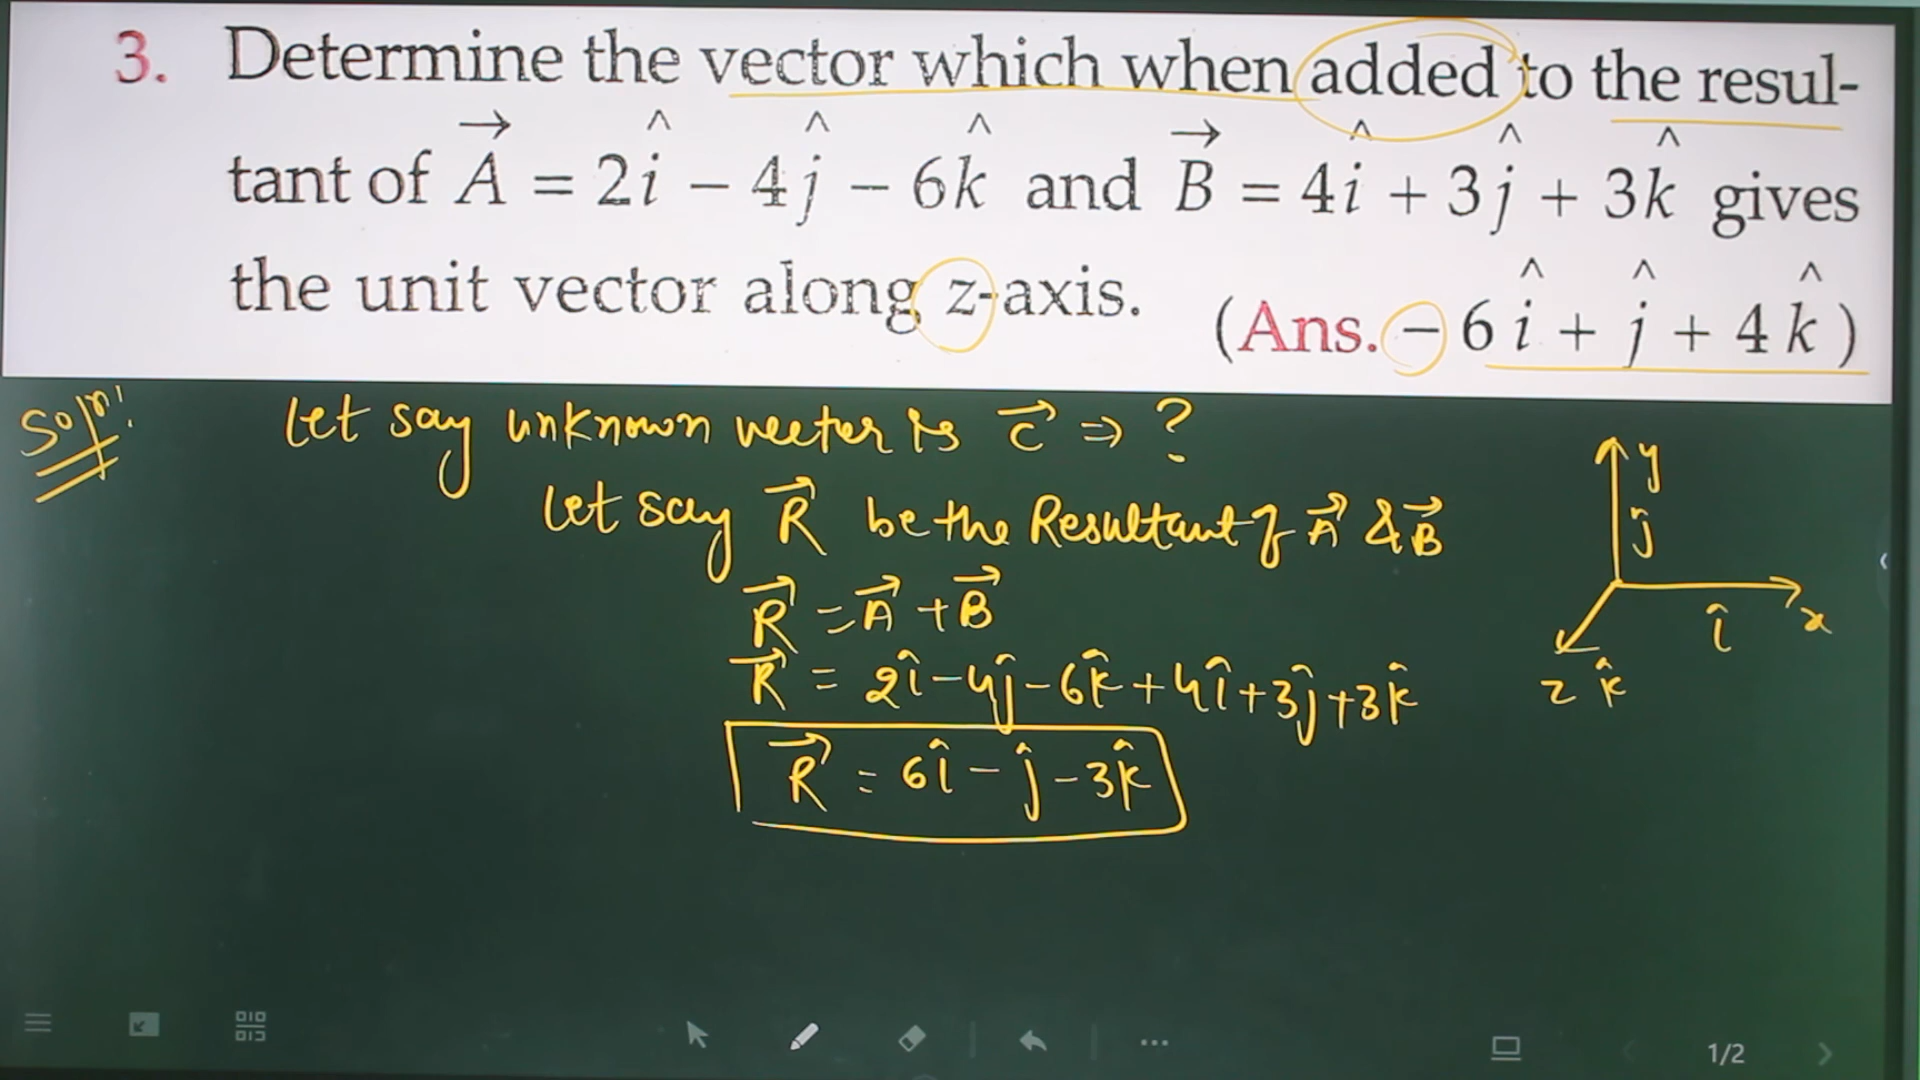 3. Determine the vector which when added to the resul-
tant of A⃗ = 2î − 4ĵ − 6k̂ and B⃗ = 4î + 3ĵ + 3k̂ gives
the unit vector along z-axis. (Ans. − 6î + ĵ + 4k̂)
Soln:
Let say unknown vector is C⃗ ⇒ ?
Let say R⃗ be the Resultant of A⃗ & B⃗
R⃗ = A⃗ + B⃗
R⃗ = 2î − 4ĵ − 6k̂ + 4î + 3ĵ + 3k̂
R⃗ = 6î − ĵ − 3k̂
y
ĵ
î x
z k̂
1/2